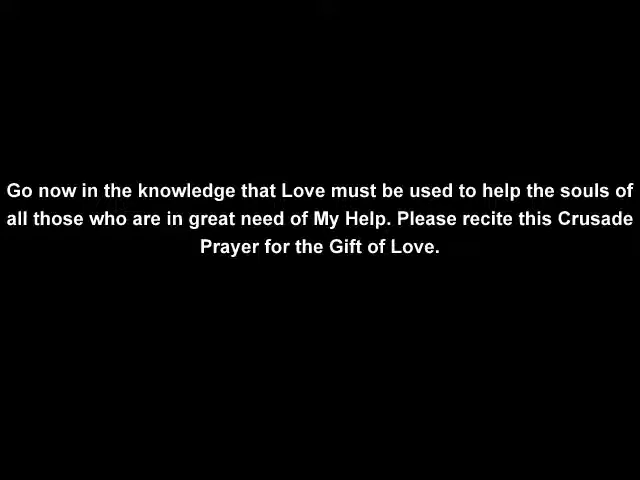 Go now in the knowledge that Love must be used to help the souls of
all those who are in great need of My Help. Please recite this Crusade
Prayer for the Gift of Love.